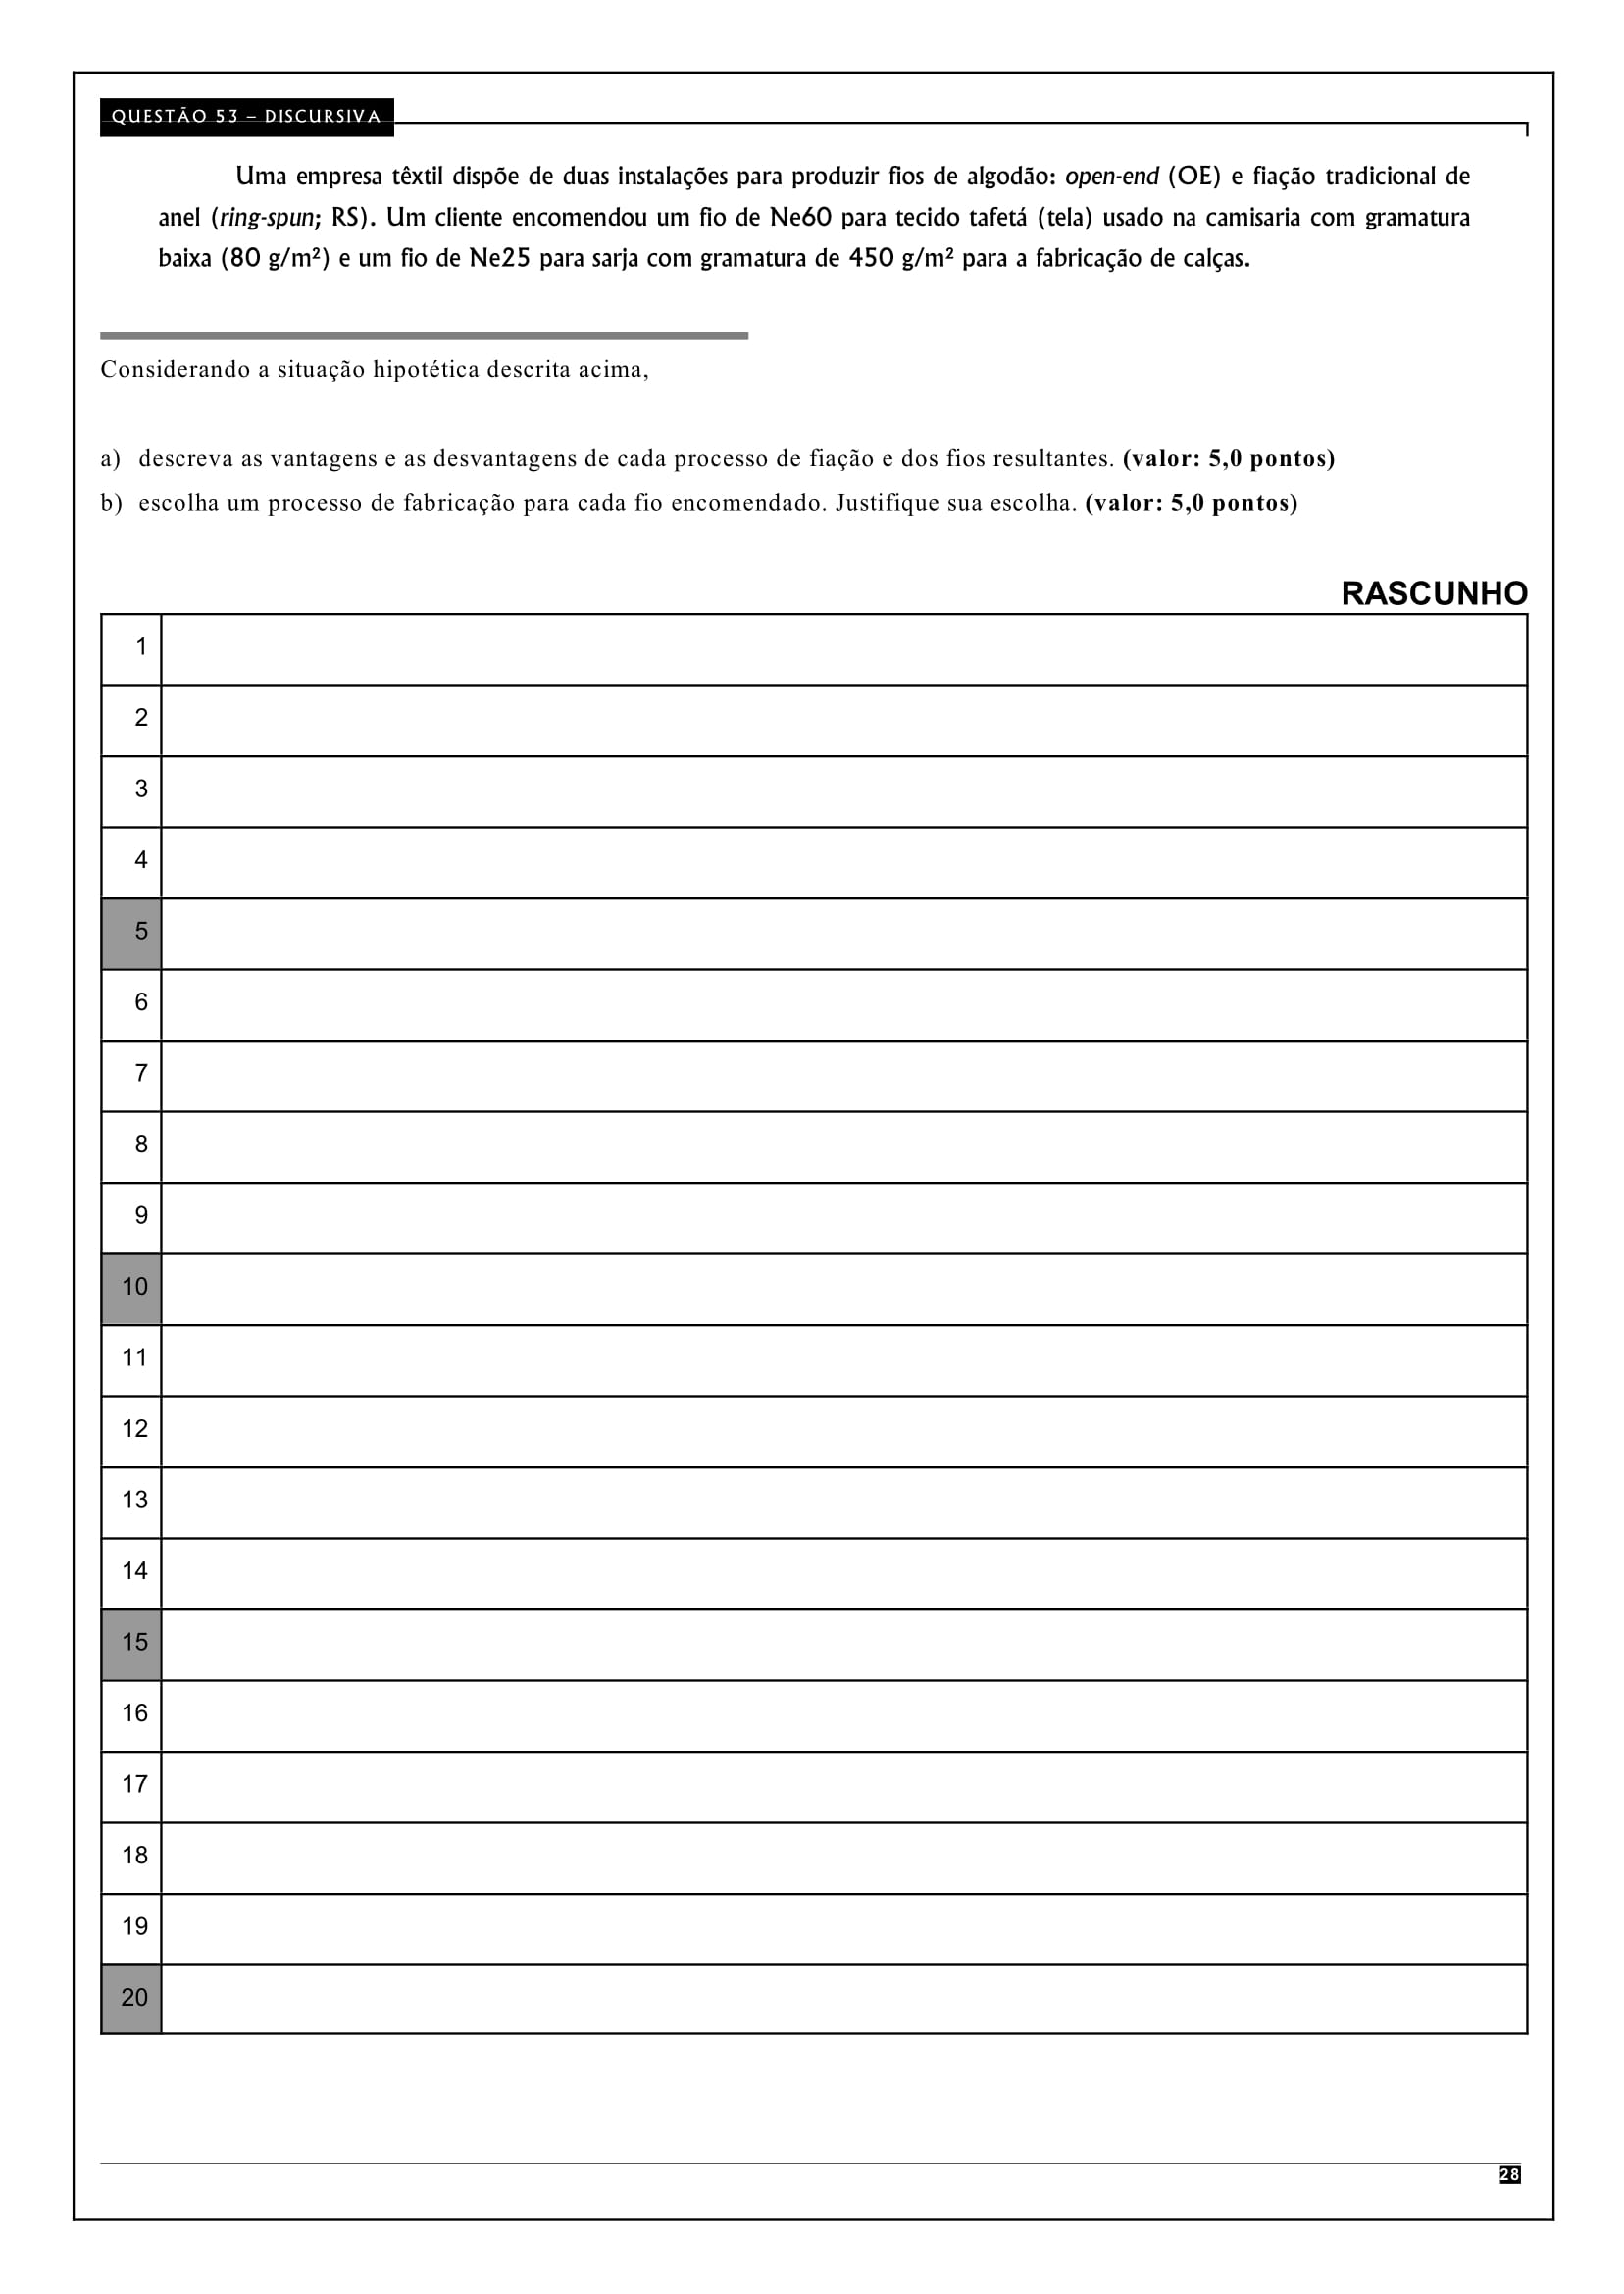 QUESTÃO 53 – DISCURSIVA
Uma empresa têxtil dispõe de duas instalações para produzir fios de algodão: open-end (OE) e fiação tradicional de
anel (ring-spun; RS). Um cliente encomendou um fio de Ne60 para tecido tafetá (tela) usado na camisaria com gramatura
baixa (80 g/m²) e um fio de Ne25 para sarja com gramatura de 450 g/m² para a fabricação de calças.
Considerando a situação hipotética descrita acima,
a) descreva as vantagens e as desvantagens de cada processo de fiação e dos fios resultantes. (valor: 5,0 pontos)
b) escolha um processo de fabricação para cada fio encomendado. Justifique sua escolha. (valor: 5,0 pontos)
RASCUNHO
1
2
3
4
5
6
7
8
9
10
11
12
13
14
15
16
17
18
19
20
28